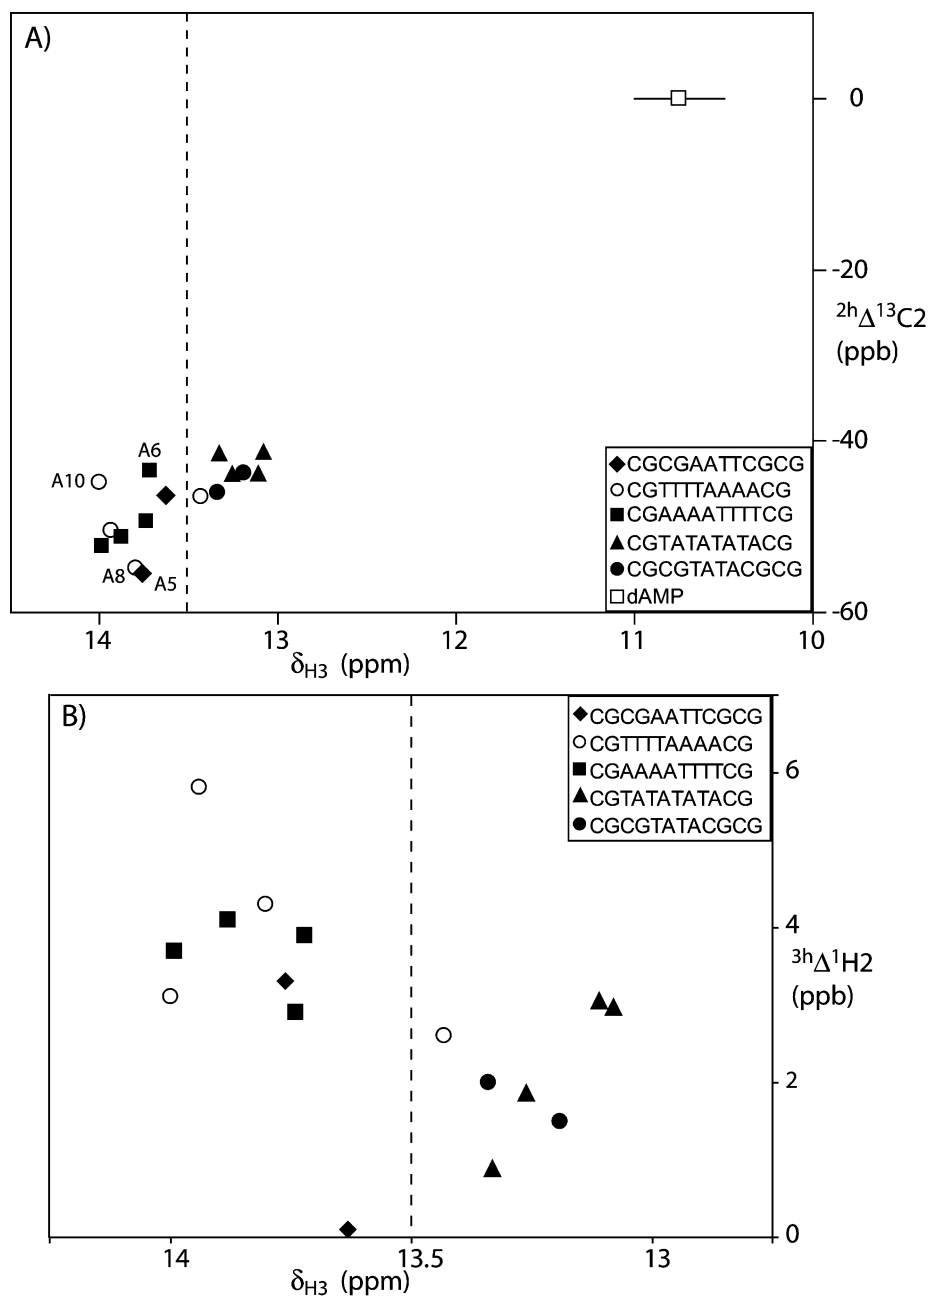 A)
0
-20
²ʰΔ¹³C2
(ppb)
-40
-60
A6
A10
A8
A5
CGCGAATTCGCG
CGTTTTAAAACG
CGAAAATTTTCG
CGTATATATACG
CGCGTATACGCG
dAMP
14
13
12
11
10
δH3 (ppm)
B)
CGCGAATTCGCG
CGTTTTAAAACG
CGAAAATTTTCG
CGTATATATACG
CGCGTATACGCG
6
4
³ʰΔ¹H2
(ppb)
2
0
14
13.5
13
δH3 (ppm)